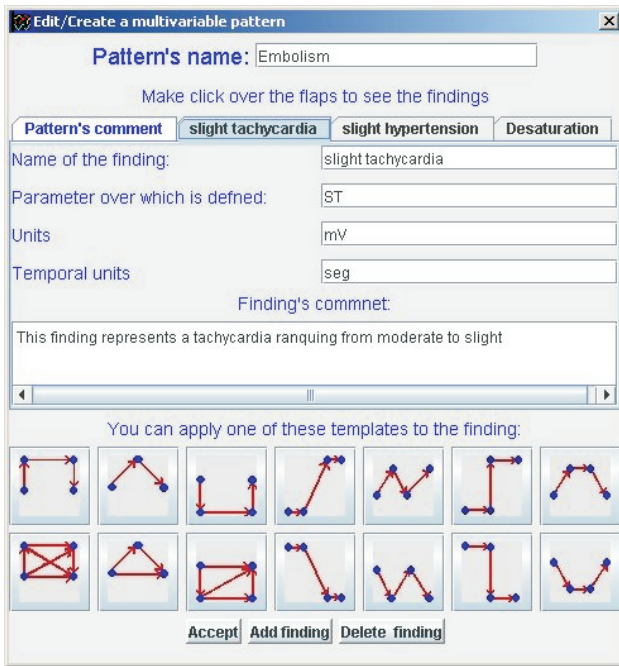 Edit/Create a multivariable pattern
Pattern's name: Embolism
Make click over the flaps to see the findings
Pattern's comment slight tachycardia slight hypertension Desaturation
Name of the finding: slight tachycardia
Parameter over which is defned: ST
Units mV
Temporal units seg
Finding's commnet:
This finding represents a tachycardia ranquing from moderate to slight
You can apply one of these templates to the finding:
Accept Add finding Delete finding